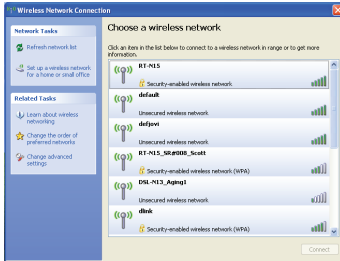 Wireless Network Connection
Network Tasks
Refresh network list
Set up a wireless network
for a home or small office
Related Tasks
Learn about wireless
networking
Change the order of
preferred networks
Change advanced
settings
Choose a wireless network
Click an item in the list below to connect to a wireless network in range or to get more
information.
RT-N15
Security-enabled wireless network
default
Unsecured wireless network
defjovi
Unsecured wireless network
RT-N15_SR#008_Scott
Security-enabled wireless network (WPA)
DSL-N13_Aging1
Unsecured wireless network
dlink
Security-enabled wireless network (WPA)
Connect